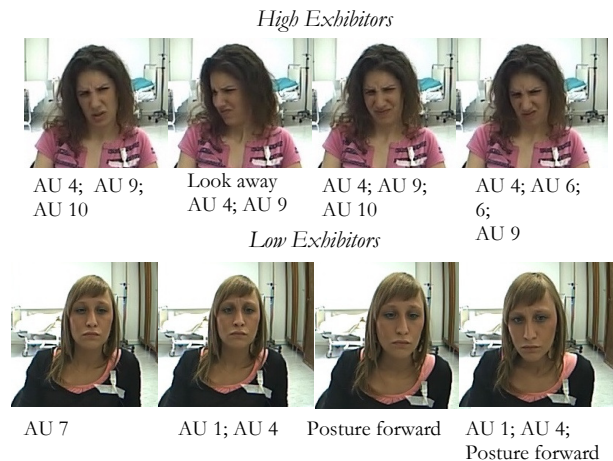 High Exhibitors
AU 4; AU 9;
AU 10
Look away
AU 4; AU 9
AU 4; AU 9;
AU 10
AU 4; AU 6;
6;
AU 9
Low Exhibitors
AU 7
AU 1; AU 4
Posture forward
AU 1; AU 4;
Posture forward